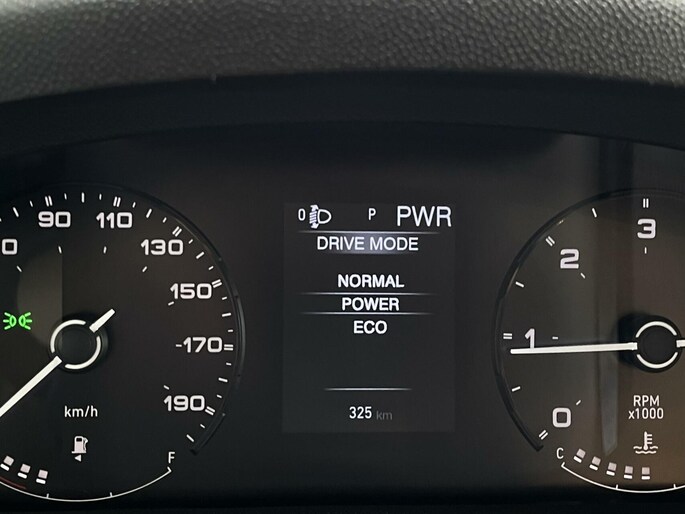 0 P PWR
DRIVE MODE
NORMAL
POWER
ECO
325 km
90
110
130
150
170
190
km/h
F
0
1
2
3
RPM
x1000
C